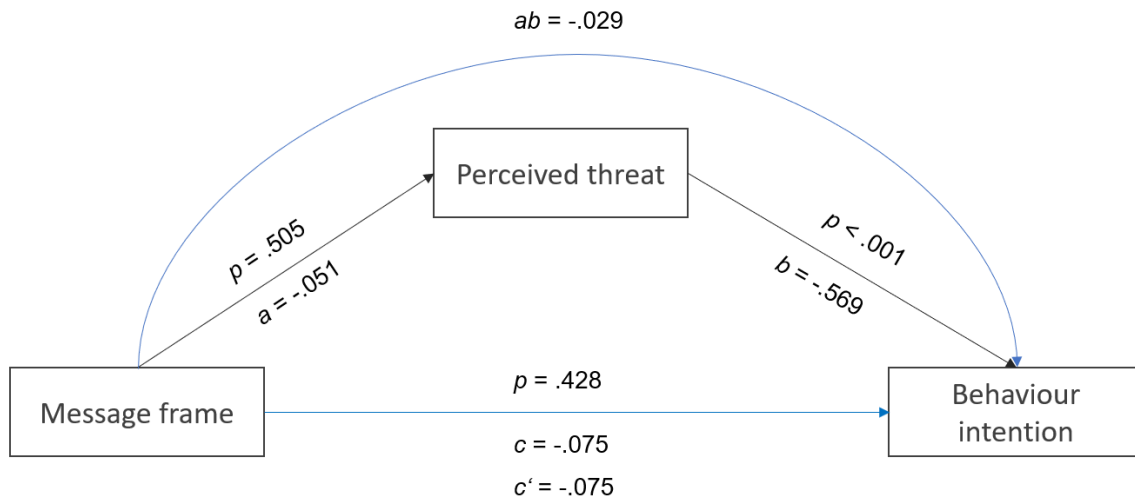 ab = -.029
Perceived threat
p = .505
a = -.051
p < .001
b = -.569
Message frame
p = .428
c = -.075
c‘ = -.075
Behaviour
intention